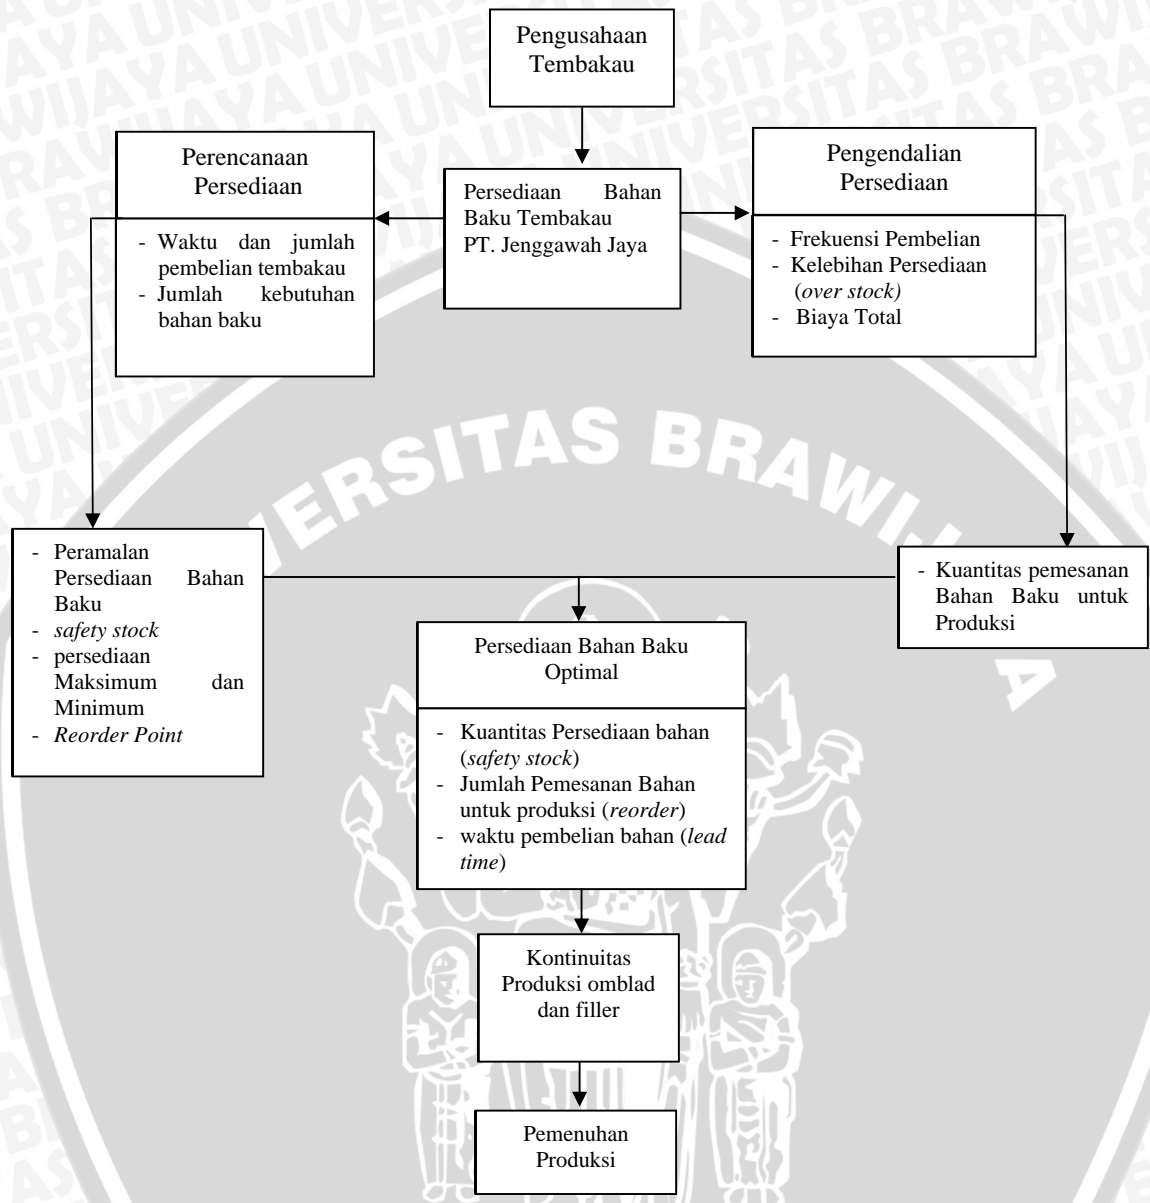 Pengusahaan
Tembakau
Perencanaan
Persediaan
- Waktu dan jumlah
pembelian tembakau
- Jumlah kebutuhan
bahan baku
Persediaan Bahan
Baku Tembakau
PT. Jenggawah Jaya
Pengendalian
Persediaan
- Frekuensi Pembelian
- Kelebihan Persediaan
(over stock)
- Biaya Total
- Peramalan
Persediaan Bahan
Baku
- safety stock
- persediaan
Maksimum dan
Minimum
- Reorder Point
- Kuantitas pemesanan
Bahan Baku untuk
Produksi
Persediaan Bahan Baku
Optimal
- Kuantitas Persediaan bahan
(safety stock)
- Jumlah Pemesanan Bahan
untuk produksi (reorder)
- waktu pembelian bahan (lead
time)
Kontinuitas
Produksi omblad
dan filler
Pemenuhan
Produksi
VERSITAS BRAWIJA